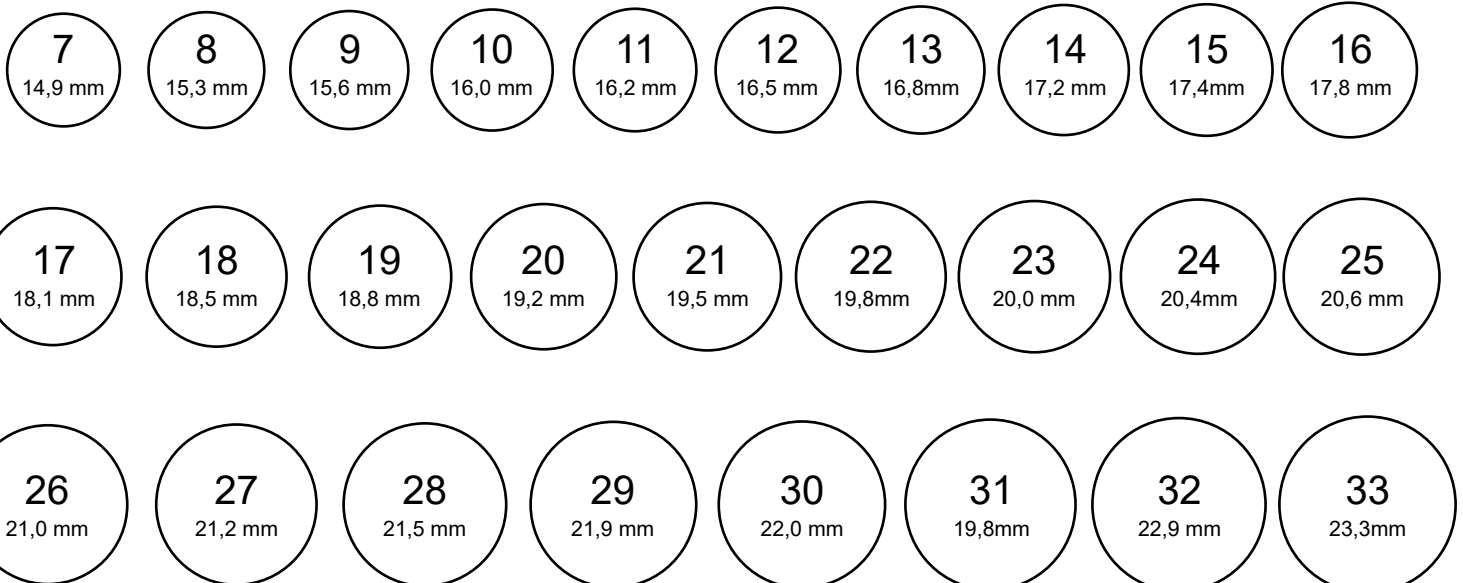 7
14,9 mm
8
15,3 mm
9
15,6 mm
10
16,0 mm
11
16,2 mm
12
16,5 mm
13
16,8mm
14
17,2 mm
15
17,4mm
16
17,8 mm
17
18,1 mm
18
18,5 mm
19
18,8 mm
20
19,2 mm
21
19,5 mm
22
19,8mm
23
20,0 mm
24
20,4mm
25
20,6 mm
26
21,0 mm
27
21,2 mm
28
21,5 mm
29
21,9 mm
30
22,0 mm
31
19,8mm
32
22,9 mm
33
23,3mm